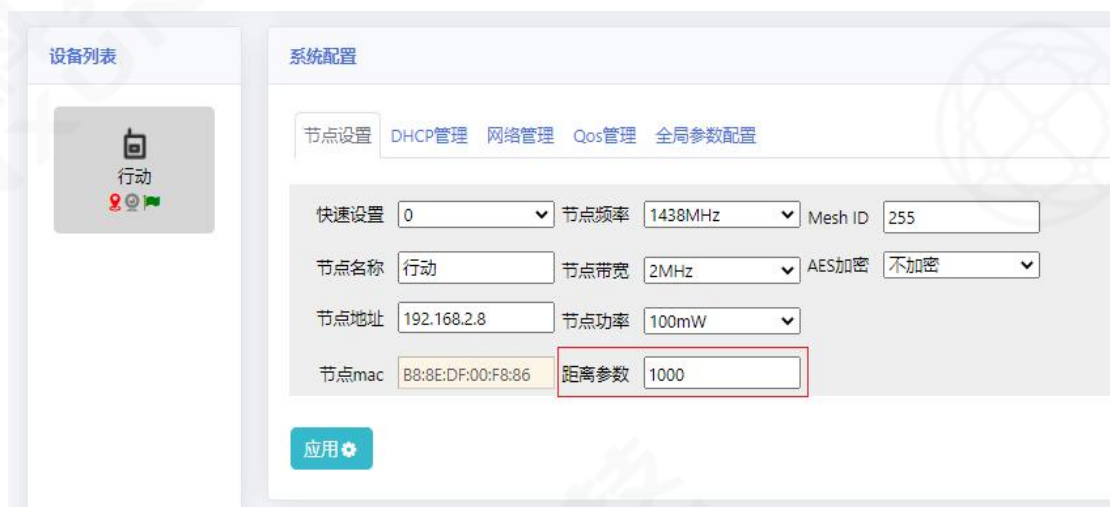 设备列表
行动
系统配置
节点设置 DHCP管理 网络管理 Qos管理 全局参数配置
快速设置 0 节点频率 1438MHz Mesh ID 255
节点名称 行动 节点带宽 2MHz AES加密 不加密
节点地址 192.168.2.8 节点功率 100mW
节点mac B8:8E:DF:00:F8:86 距离参数 1000
应用